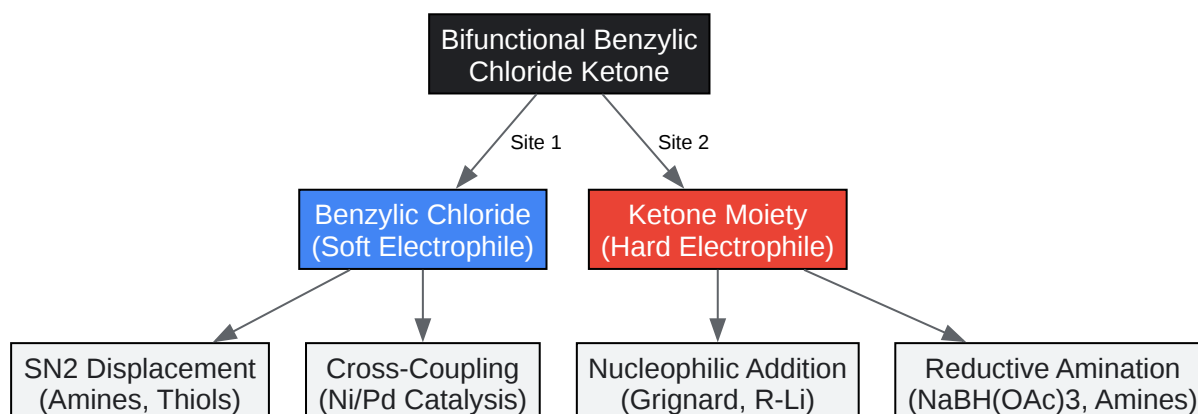 Bifunctional Benzylic
Chloride Ketone
Site 1
Site 2
Benzylic Chloride
(Soft Electrophile)
Ketone Moiety
(Hard Electrophile)
SN2 Displacement
(Amines, Thiols)
Cross-Coupling
(Ni/Pd Catalysis)
Nucleophilic Addition
(Grignard, R-Li)
Reductive Amination
(NaBH(OAc)3, Amines)